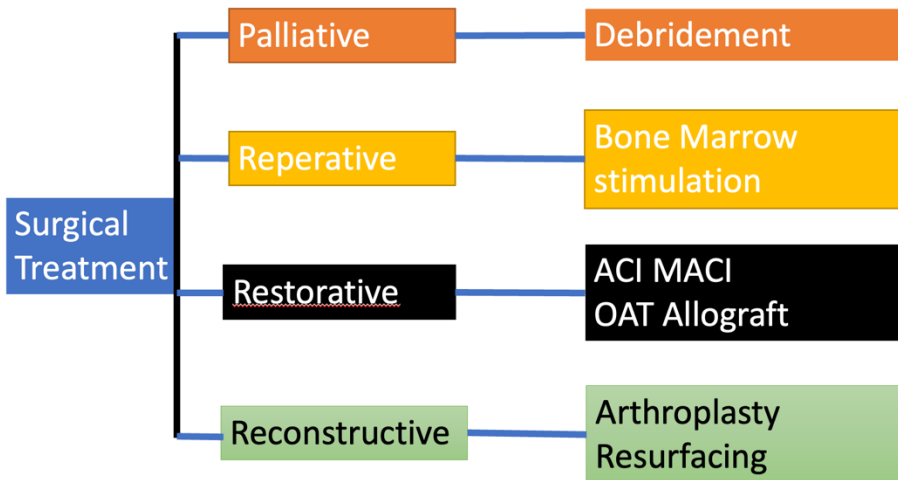 Palliative
Debridement
Reperative
Bone Marrow
stimulation
Surgical
Treatment
Restorative
ACI MACI
OAT Allograft
Reconstructive
Arthroplasty
Resurfacing